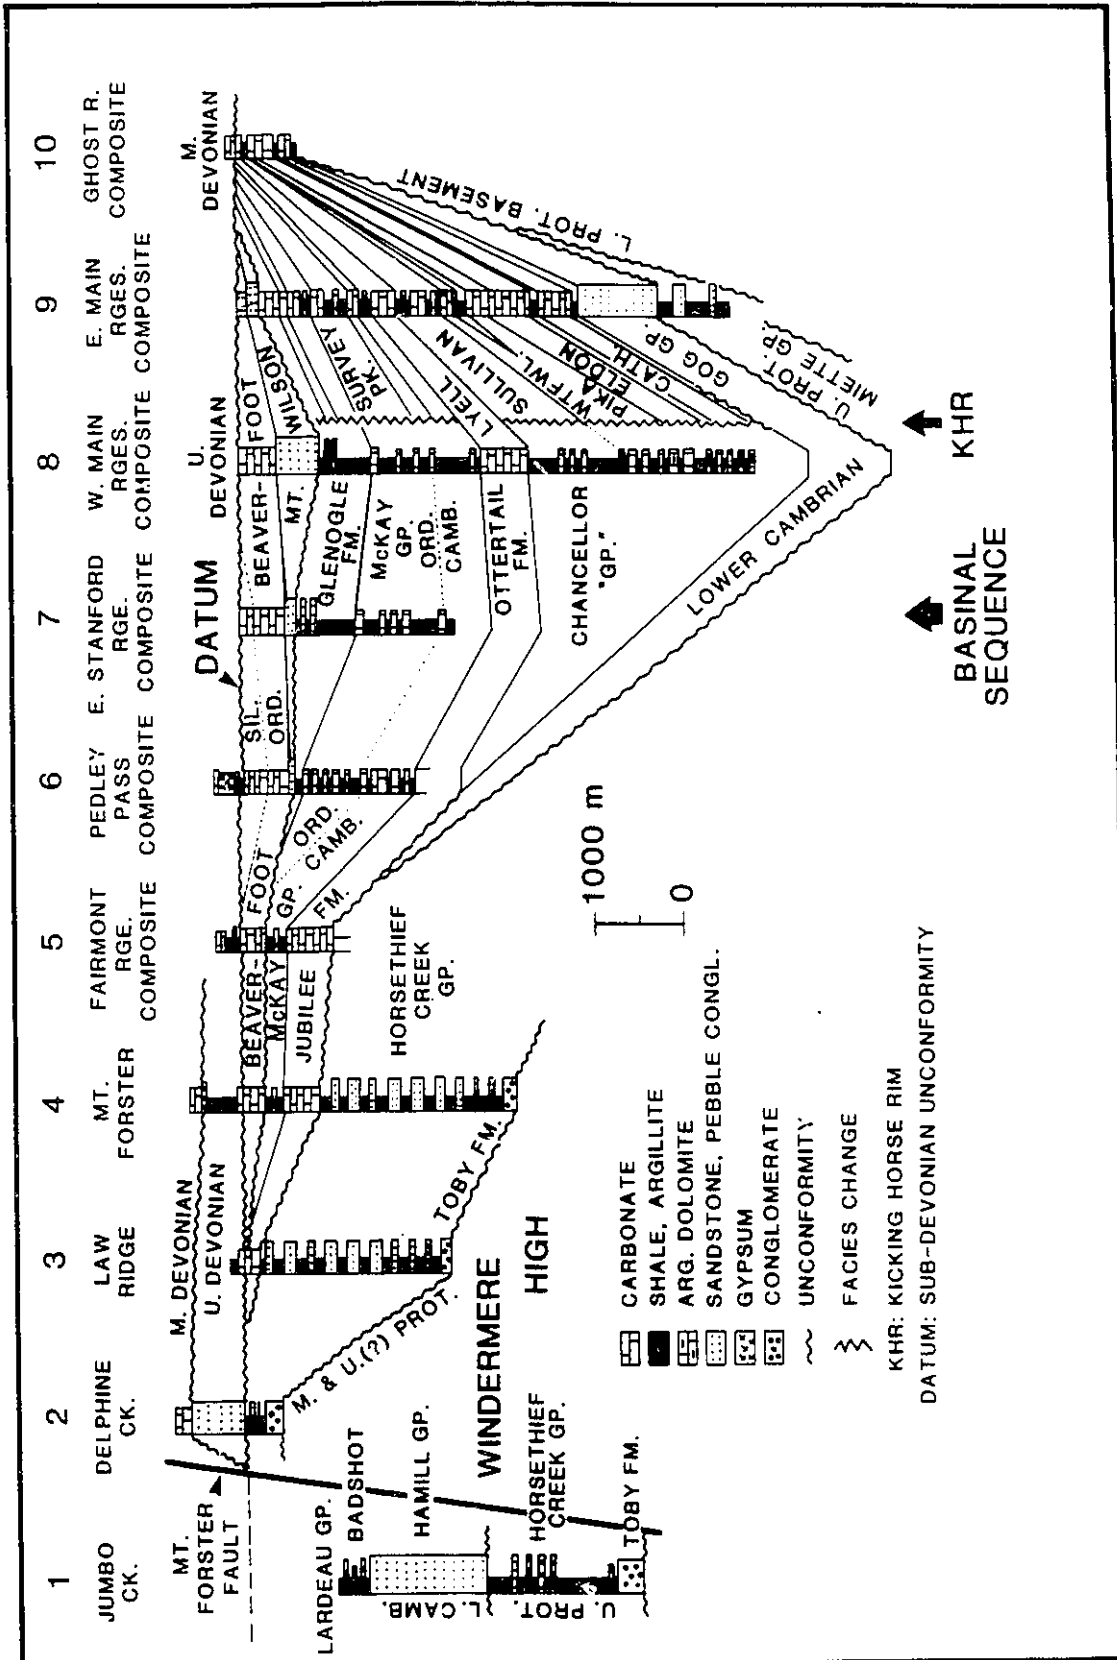 1
2
3
4
5
6
7
8
9
10
JUMBO
CK.
DELPHINE
CK.
LAW
RIDGE
MT.
FORSTER
FAIRMONT
RGE.
COMPOSITE
PEDLEY
PASS
COMPOSITE
E. STANFORD
RGE.
COMPOSITE
W. MAIN
RGES.
COMPOSITE
E. MAIN
RGES.
COMPOSITE
GHOST R.
COMPOSITE
MT.
FORSTER
FAULT
M. DEVONIAN
U. DEVONIAN
DATUM
U.
DEVONIAN
M.
DEVONIAN
BEAVER-
FOOT
SIL.
ORD.
BEAVER-
FOOT
McKAY
GP.
ORD.
CAMB.
JUBILEE
FM.
MT.
WILSON
GLENOGLE
FM.
McKAY
GP.
ORD.
CAMB.
OTTERTAIL
FM.
CHANCELLOR
"GP."
SURVEY
PK.
LYELL
SULLIVAN
WTFWL.
PIKA
ELDON
CATH.
GOG GP.
U. PROT.
MIETTE GP.
L. PROT. BASEMENT
LOWER CAMBRIAN
HORSETHIEF
CREEK
GP.
TOBY FM.
M. & U.(?) PROT.
WINDERMERE
HIGH
LARDEAU GP.
BADSHOT
HAMILL GP.
HORSETHIEF
CREEK GP.
TOBY FM.
L. CAMB.
U. PROT.
BASINAL
SEQUENCE
KHR
1000 m
0
CARBONATE
SHALE, ARGILLITE
ARG. DOLOMITE
SANDSTONE, PEBBLE CONGL.
GYPSUM
CONGLOMERATE
UNCONFORMITY
FACIES CHANGE
KHR: KICKING HORSE RIM
DATUM: SUB-DEVONIAN UNCONFORMITY